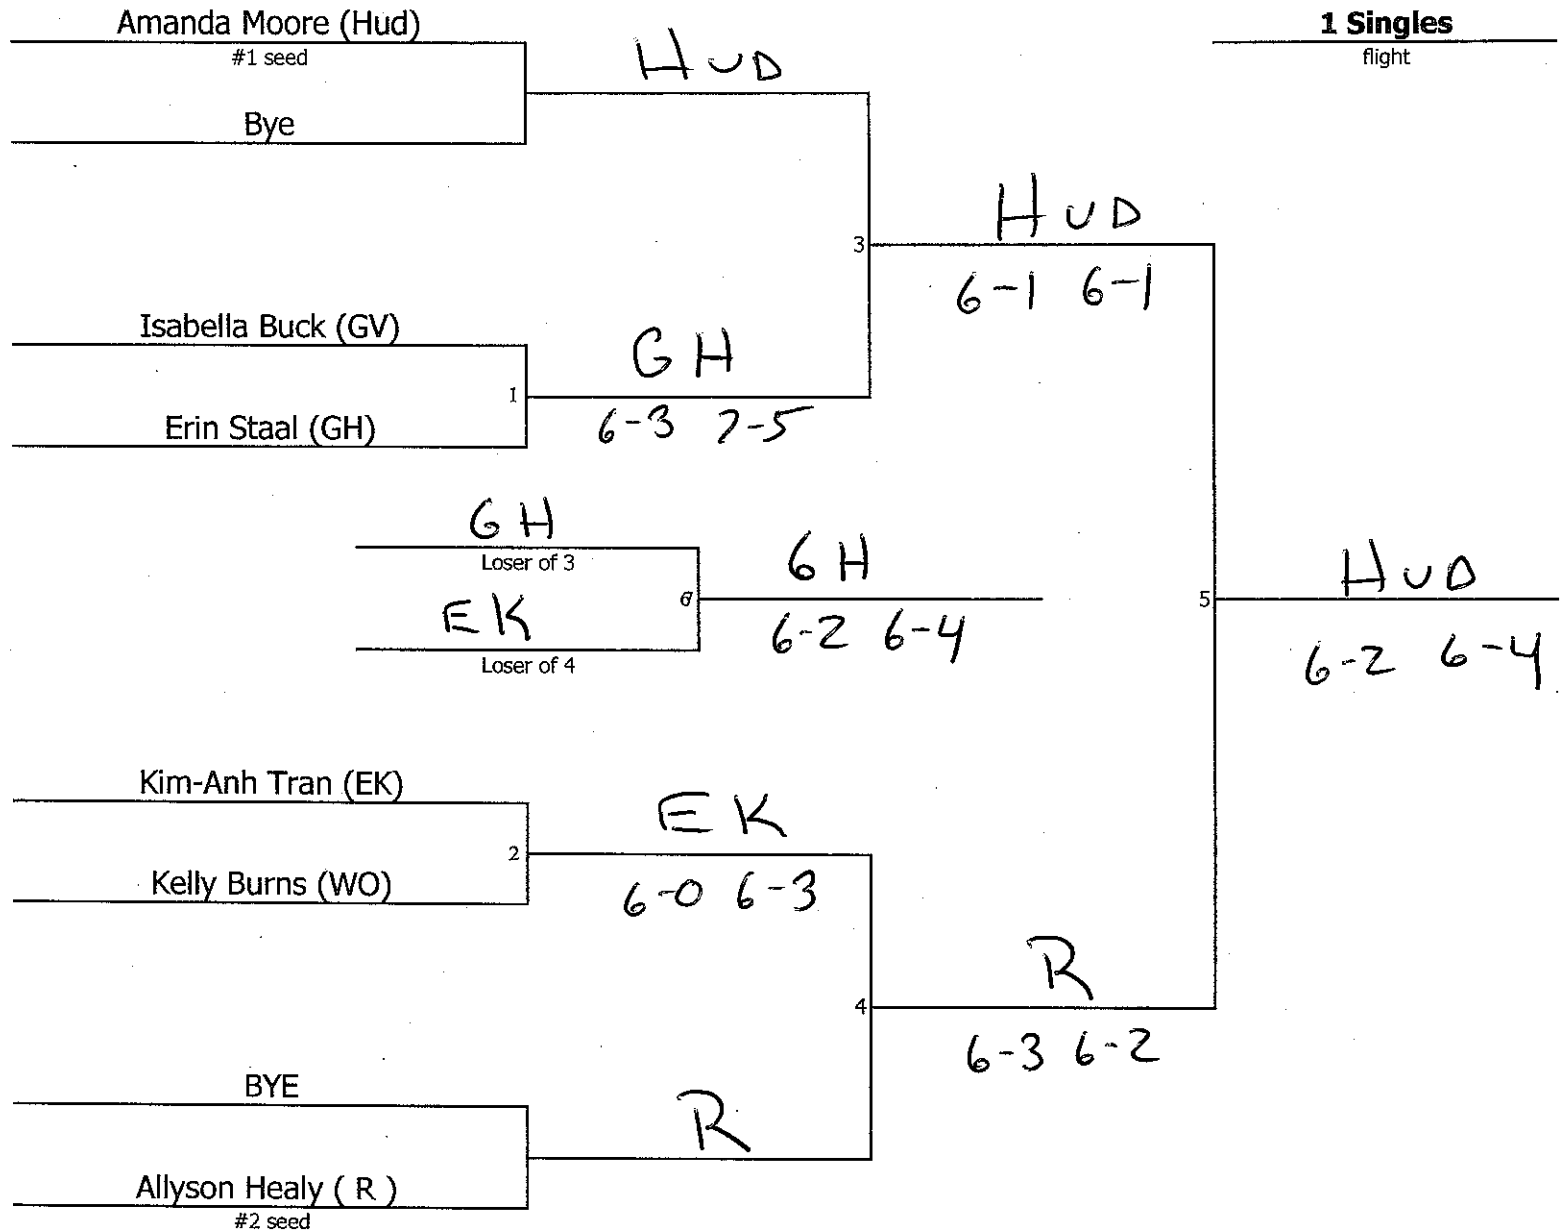 Amanda Moore (Hud)
#1 seed
1 Singles
flight
HUD
Bye
HUD
3
6-1 6-1
Isabella Buck (GV)
GH
1
6-3 7-5
Erin Staal (GH)
GH
Loser of 3
GH
6
6-2 6-4
EK
Loser of 4
HUD
5
6-2 6-4
Kim-Anh Tran (EK)
EK
2
6-0 6-3
Kelly Burns (WO)
R
4
6-3 6-2
BYE
R
Allyson Healy ( R )
#2 seed